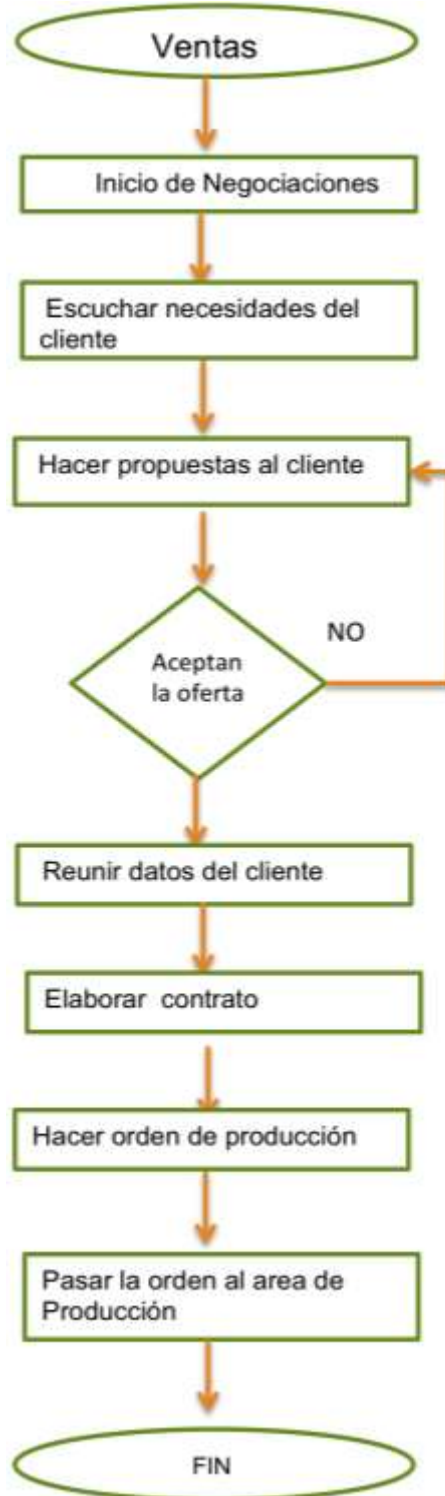 Ventas
Inicio de Negociaciones
Escuchar necesidades del
cliente
Hacer propuestas al cliente
NO
Aceptan
la oferta
Reunir datos del cliente
Elaborar contrato
Hacer orden de producción
Pasar la orden al area de
Producción
FIN